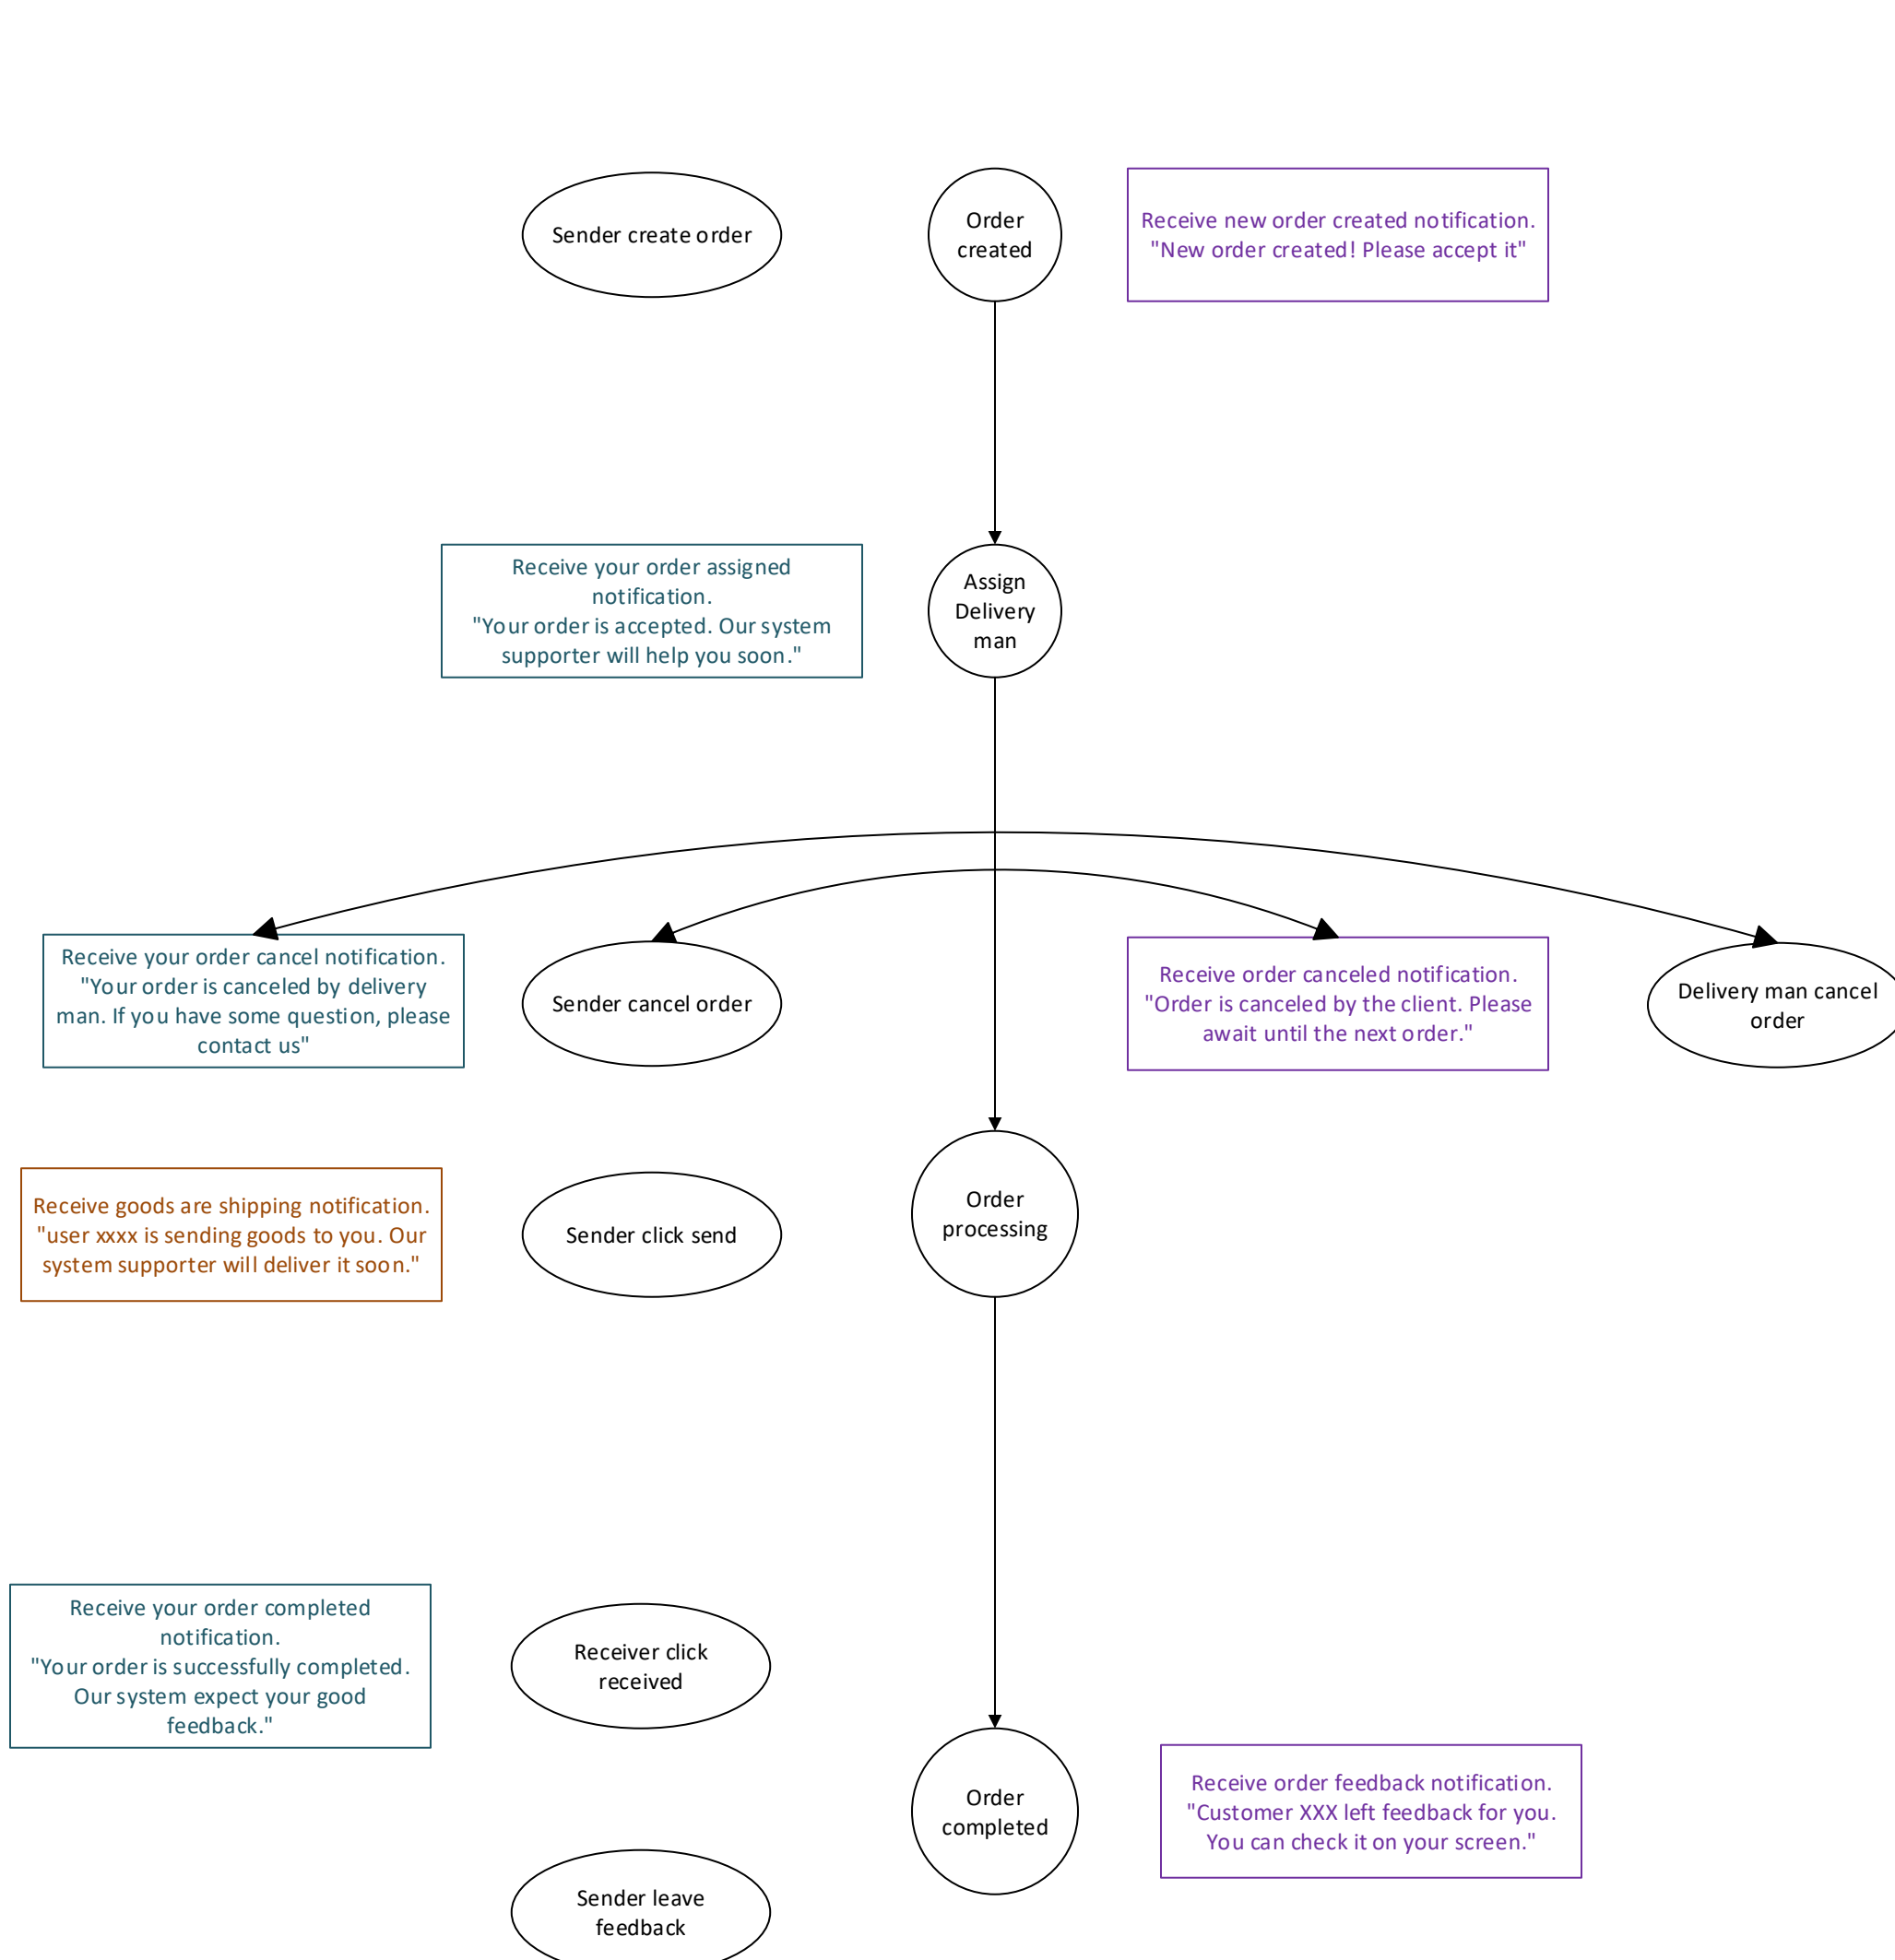 Sender create order
Order
created
Receive new order created notification.
"New order created! Please accept it"
Receive your order assigned
notification.
"Your order is accepted. Our system
supporter will help you soon."
Assign
Delivery
man
Receive your order cancel notification.
"Your order is canceled by delivery
man. If you have some question, please
contact us"
Sender cancel order
Receive order canceled notification.
"Order is canceled by the client. Please
await until the next order."
Delivery man cancel
order
Receive goods are shipping notification.
"user xxxx is sending goods to you. Our
system supporter will deliver it soon."
Sender click send
Order
processing
Receive your order completed
notification.
"Your order is successfully completed.
Our system expect your good
feedback."
Receiver click
received
Order
completed
Receive order feedback notification.
"Customer XXX left feedback for you.
You can check it on your screen."
Sender leave
feedback